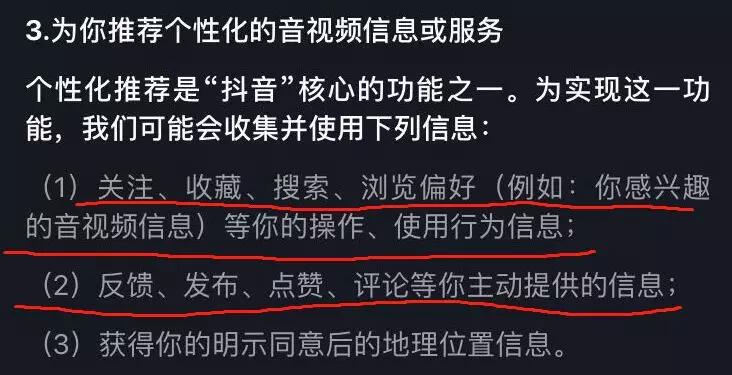 3.为你推荐个性化的音视频信息或服务
个性化推荐是“抖音”核心的功能之一。为实现这一功
能，我们可能会收集并使用下列信息：
（1）关注、收藏、搜索、浏览偏好（例如：你感兴趣
的音视频信息）等你的操作、使用行为信息；
（2）反馈、发布、点赞、评论等你主动提供的信息；
（3）获得你的明示同意后的地理位置信息。